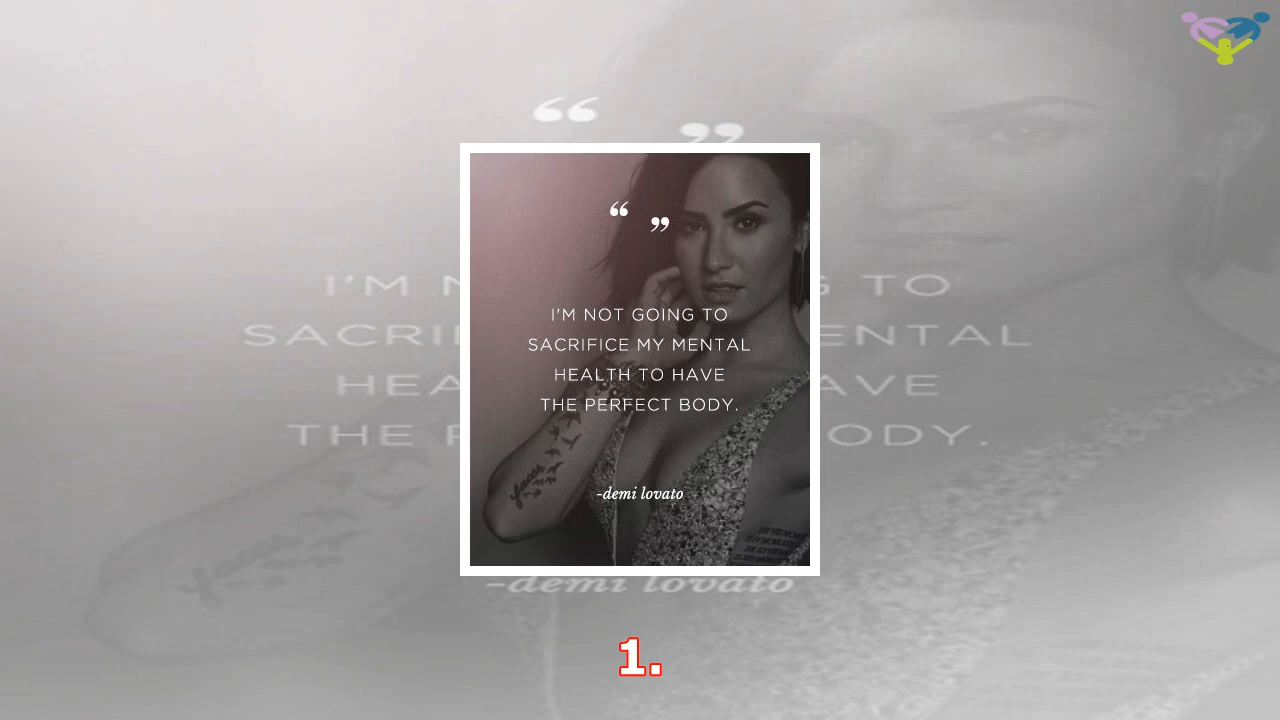 “
”
I'M NOT GOING TO
SACRIFICE MY MENTAL
HEALTH TO HAVE
THE PERFECT BODY.
-demi lovato
1.